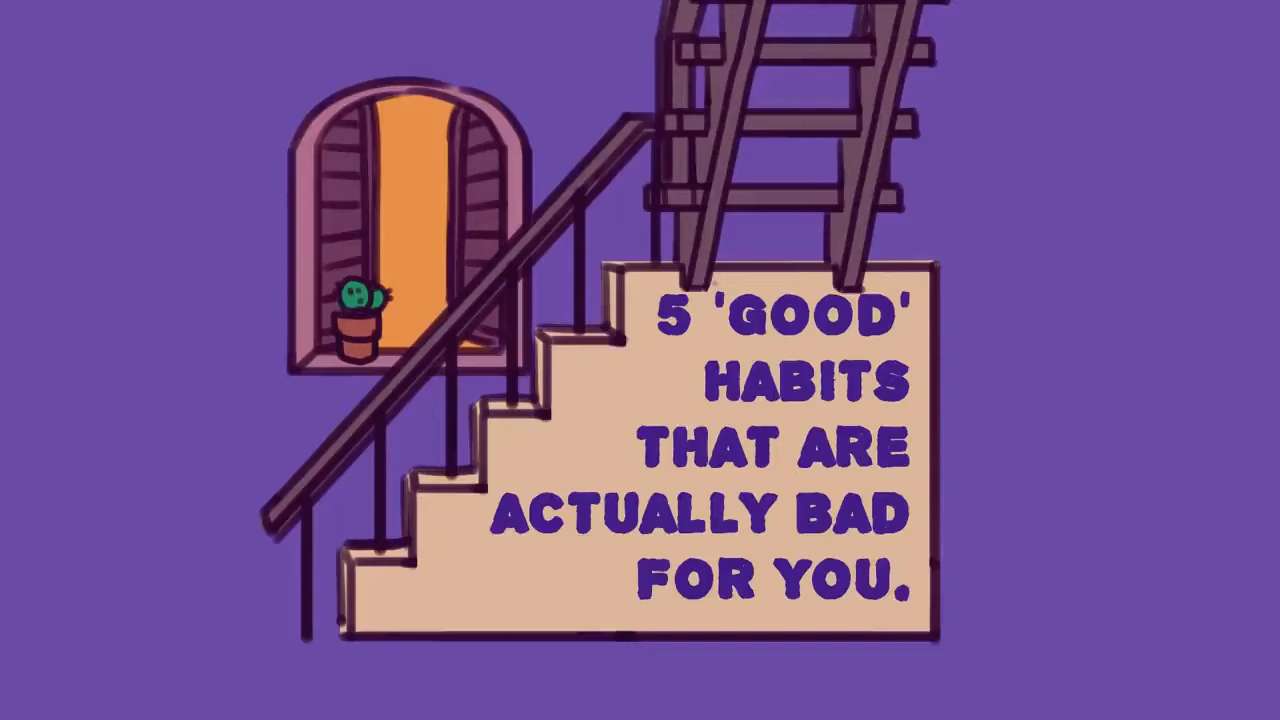 5 'GOOD'
HABITS
THAT ARE
ACTUALLY BAD
FOR YOU.